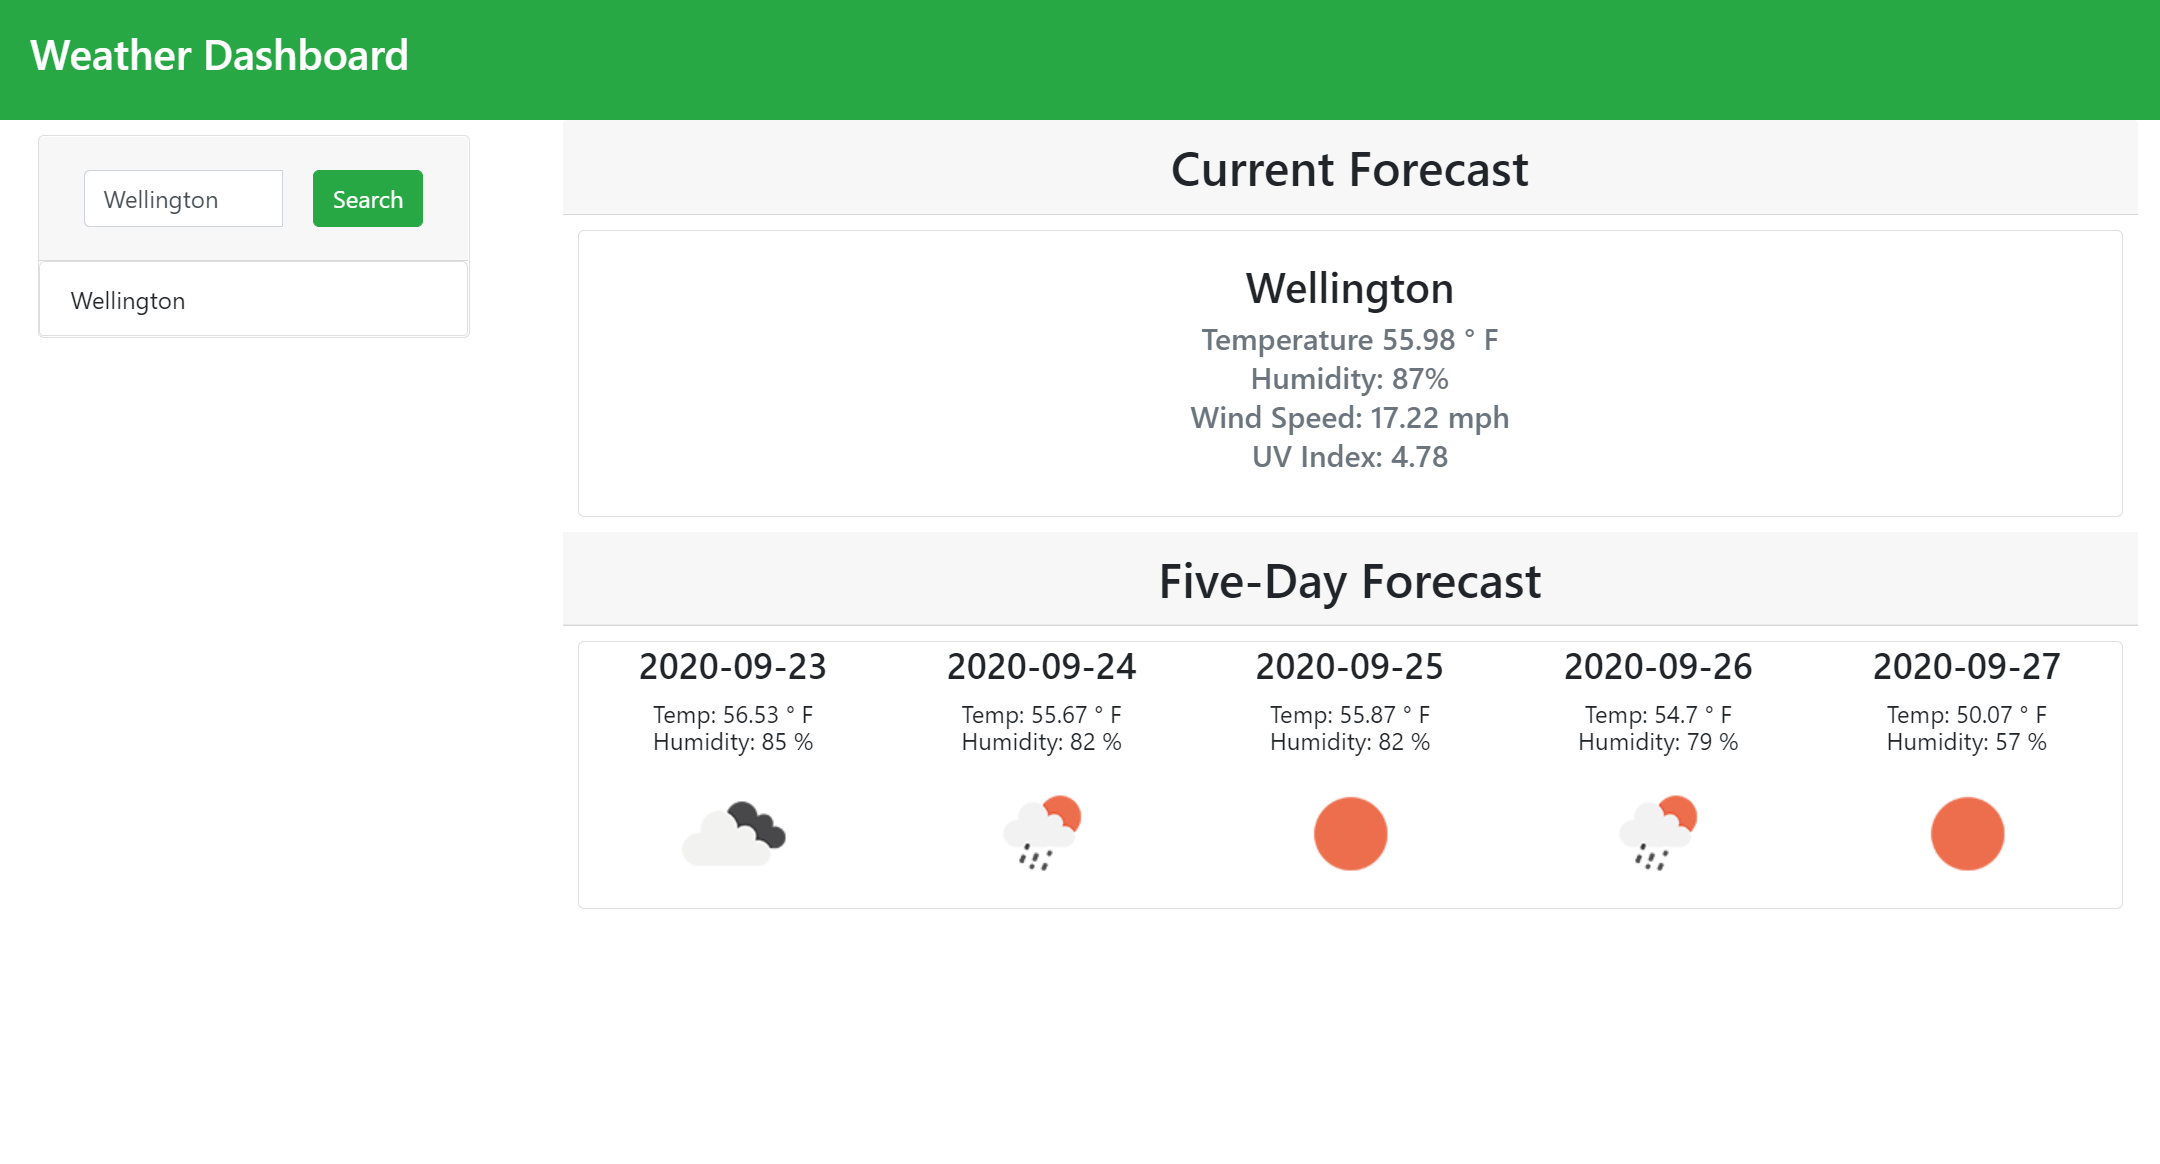 Weather Dashboard
Wellington
Search
Wellington
Current Forecast
Wellington
Temperature 55.98 ° F
Humidity: 87%
Wind Speed: 17.22 mph
UV Index: 4.78
Five-Day Forecast
2020-09-23
Temp: 56.53 ° F
Humidity: 85 %
2020-09-24
Temp: 55.67 ° F
Humidity: 82 %
2020-09-25
Temp: 55.87 ° F
Humidity: 82 %
2020-09-26
Temp: 54.7 ° F
Humidity: 79 %
2020-09-27
Temp: 50.07 ° F
Humidity: 57 %